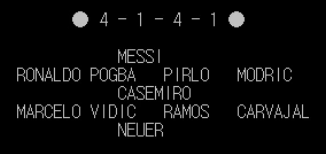 ● 4 - 1 - 4 - 1 ●
MESSI
RONALDO POGBA PIRLO MODRIC
CASEMIRO
MARCELO VIDIC RAMOS CARVAJAL
NEUER